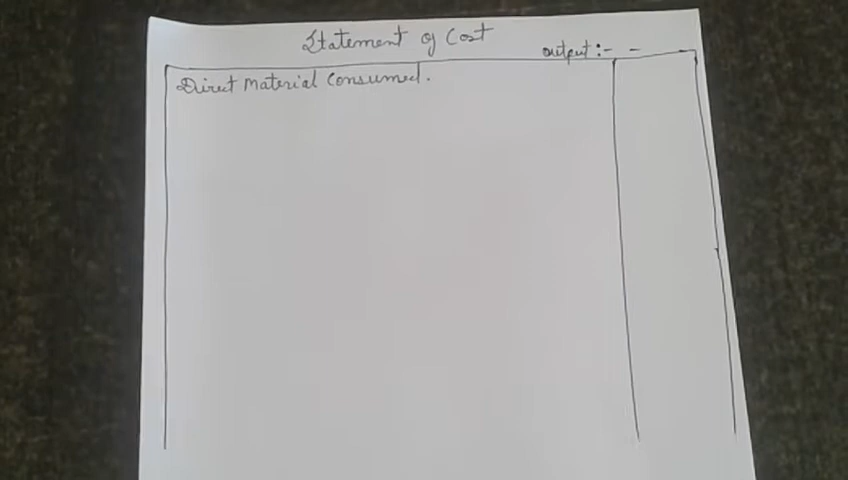 Statement of Cost
output :- -
Direct Material Consumed.